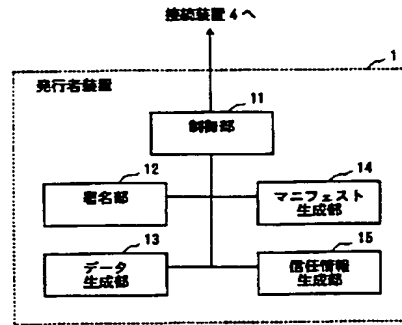 接続装置4へ
1
発行者装置
11
制御部
12
署名部
14
マニフェスト
生成部
13
データ
生成部
15
信任情報
生成部